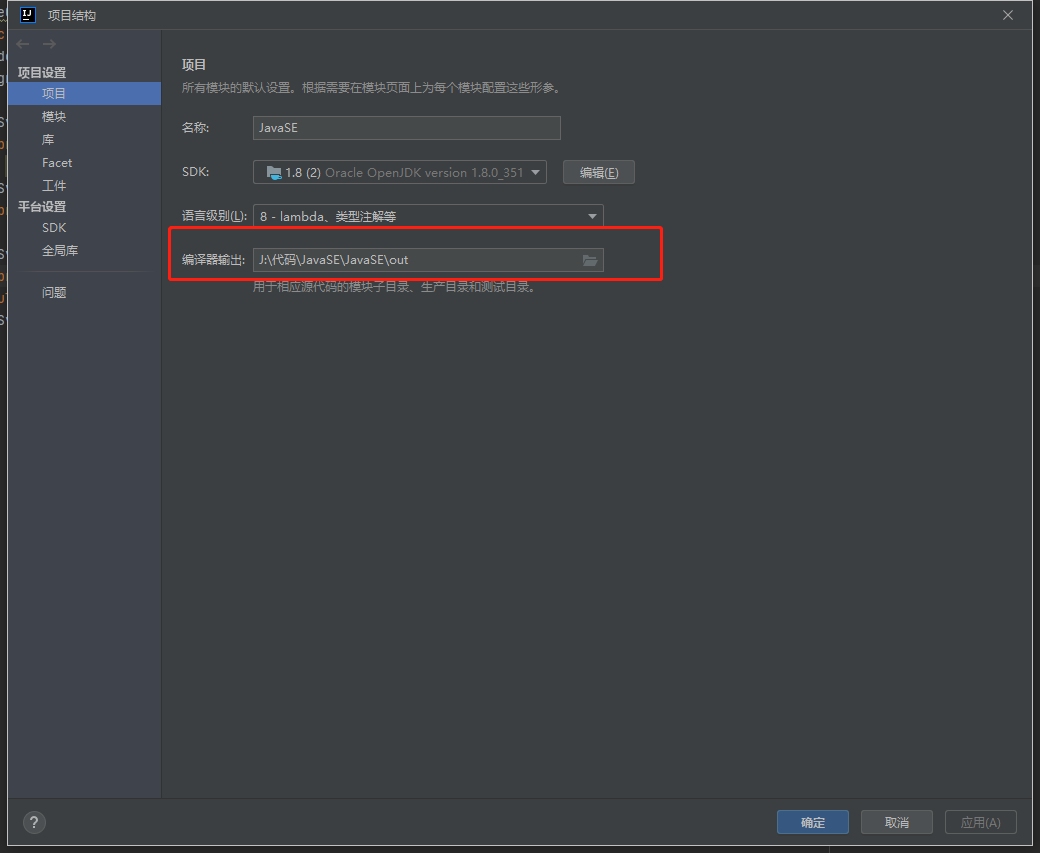 IJ 项目结构
项目设置
项目
模块
库
Facet
工件
平台设置
SDK
全局库
问题
项目
所有模块的默认设置。根据需要在模块页面上为每个模块配置这些形参。
名称: JavaSE
SDK: 1.8 (2) Oracle OpenJDK version 1.8.0_351 编辑(E)
语言级别(L): 8 - lambda、类型注解等
编译器输出: J:\代码\JavaSE\JavaSE\out
用于相应源代码的模块子目录、生产目录和测试目录。
? 确定 取消 应用(A)